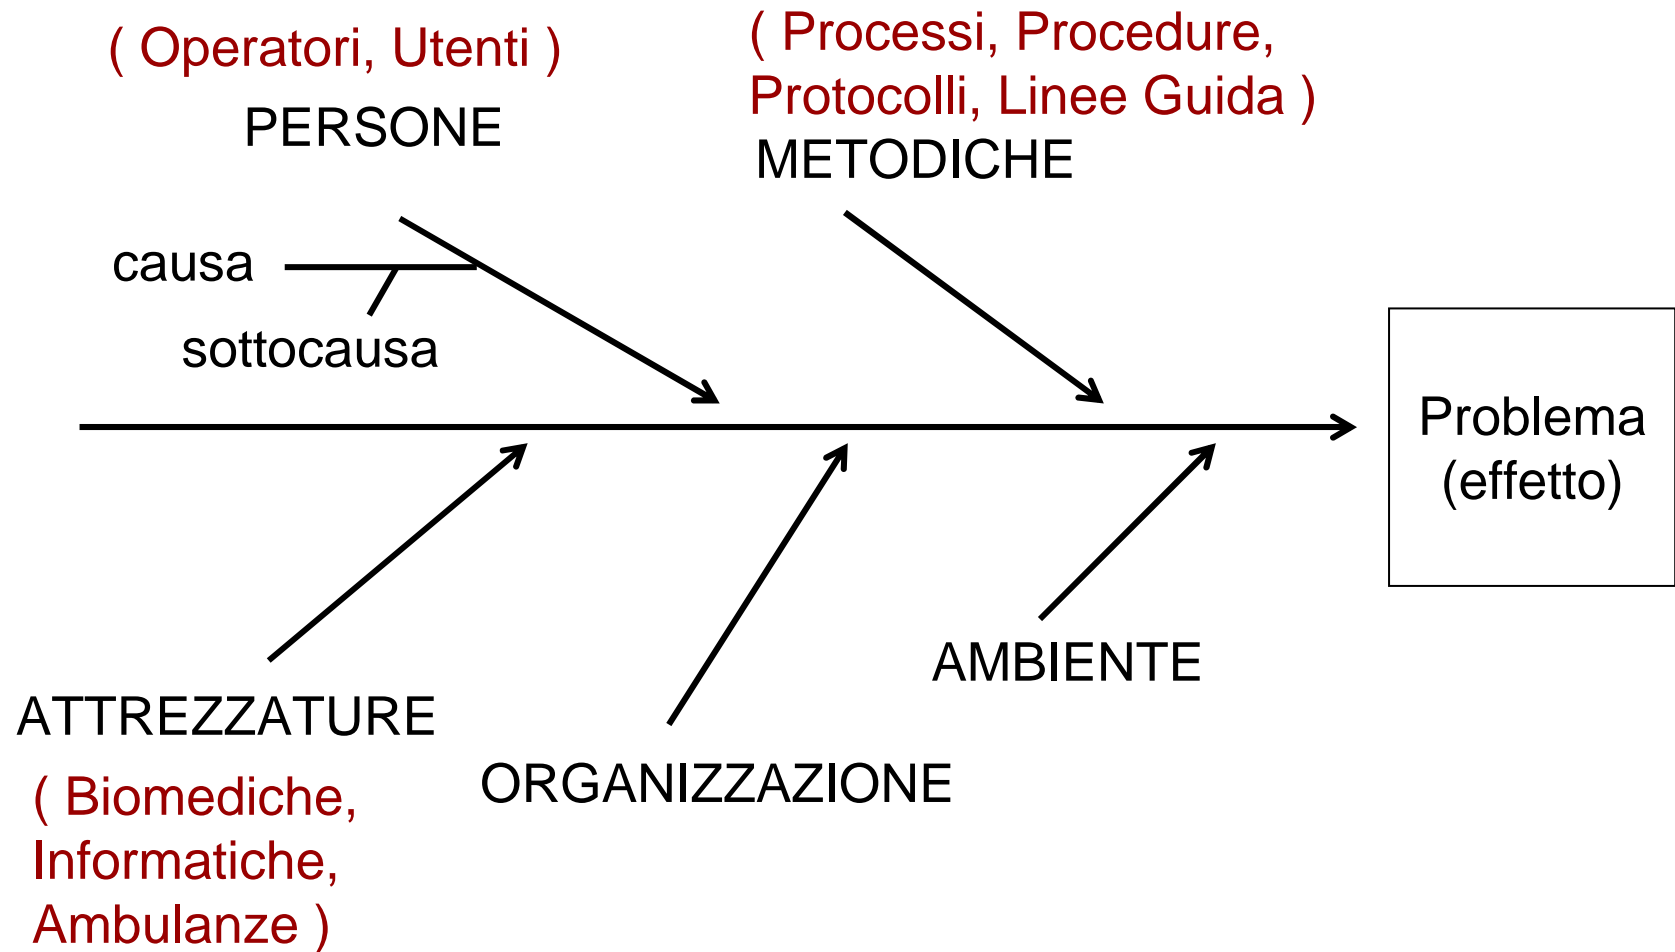 ( Operatori, Utenti )
PERSONE
( Processi, Procedure,
Protocolli, Linee Guida )
METODICHE
causa
sottocausa
Problema
(effetto)
ATTREZZATURE
( Biomediche,
Informatiche,
Ambulanze )
ORGANIZZAZIONE
AMBIENTE